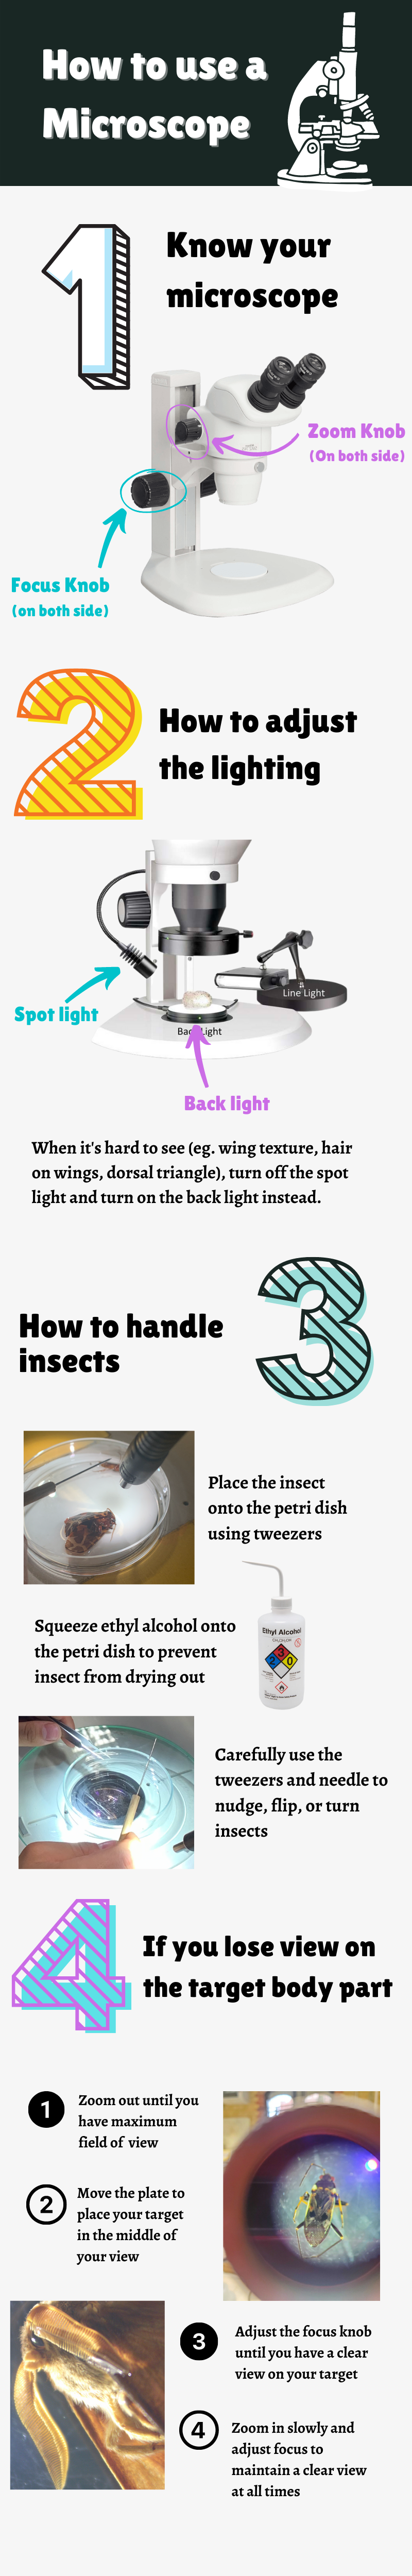 How to use a
Microscope
1
Know your
microscope
Zoom Knob
(On both side)
Focus Knob
(on both side)
2
How to adjust
the lighting
Spot light
Line Light
Back Light
Back light
When it's hard to see (eg. wing texture, hair
on wings, dorsal triangle), turn off the spot
light and turn on the back light instead.
3
How to handle
insects
Place the insect
onto the petri dish
using tweezers
Squeeze ethyl alcohol onto
the petri dish to prevent
insect from drying out
Ethyl Alcohol
3
2
0
Carefully use the
tweezers and needle to
nudge, flip, or turn
insects
4
If you lose view on
the target body part
1
Zoom out until you
have maximum
field of view
2
Move the plate to
place your target
in the middle of
your view
3
Adjust the focus knob
until you have a clear
view on your target
4
Zoom in slowly and
adjust focus to
maintain a clear view
at all times